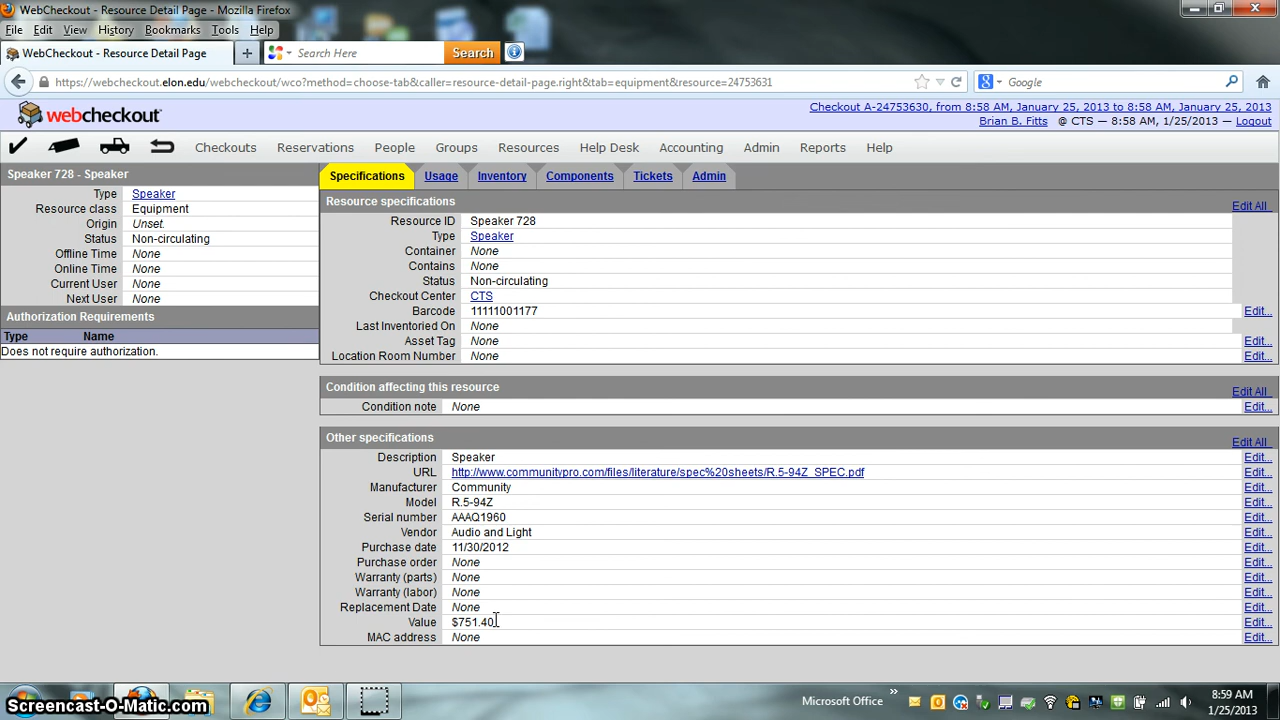 WebCheckout - Resource Detail Page - Mozilla Firefox
File Edit View History Bookmarks Tools Help
WebCheckout - Resource Detail Page + Search Here Search
https://webcheckout.elon.edu/webcheckout/wco?method=choose-tab&caller=resource-detail-page.right&tab=equipment&resource=24753631 Google
webcheckout
Checkout A-24753630, from 8:58 AM, January 25, 2013 to 8:58 AM, January 25, 2013
Brian B. Fitts @ CTS — 8:58 AM, 1/25/2013 — Logout
Checkouts Reservations People Groups Resources Help Desk Accounting Admin Reports Help
Speaker 728 - Speaker
Type Speaker
Resource class Equipment
Origin Unset.
Status Non-circulating
Offline Time None
Online Time None
Current User None
Next User None
Authorization Requirements
Type Name
Does not require authorization.
Specifications Usage Inventory Components Tickets Admin
Resource specifications Edit All
Resource ID Speaker 728
Type Speaker
Container None
Contains None
Status Non-circulating
Checkout Center CTS
Barcode 11111001177 Edit...
Last Inventoried On None
Asset Tag None Edit...
Location Room Number None Edit...
Condition affecting this resource Edit All
Condition note None Edit...
Other specifications Edit All
Description Speaker Edit...
URL http://www.communitypro.com/files/literature/spec%20sheets/R.5-94Z_SPEC.pdf Edit...
Manufacturer Community Edit...
Model R.5-94Z Edit...
Serial number AAAQ1960 Edit...
Vendor Audio and Light Edit...
Purchase date 11/30/2012 Edit...
Purchase order None Edit...
Warranty (parts) None Edit...
Warranty (labor) None Edit...
Replacement Date None Edit...
Value $751.40 Edit...
MAC address None Edit...
Screencast-O-Matic.com
Microsoft Office »
8:59 AM
1/25/2013